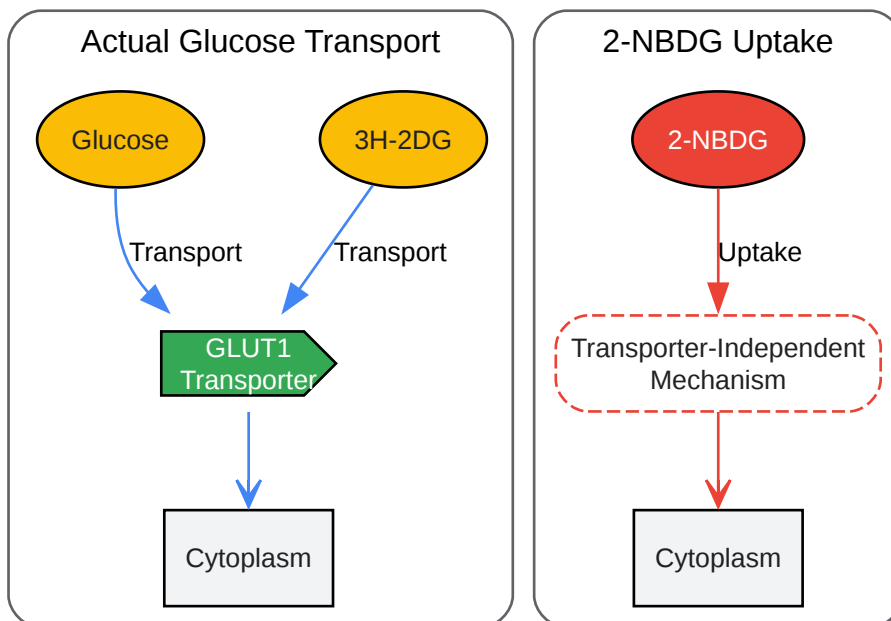 Actual Glucose Transport
Glucose
3H-2DG
Transport
Transport
GLUT1
Transporter
Cytoplasm
2-NBDG Uptake
2-NBDG
Uptake
Transporter-Independent
Mechanism
Cytoplasm